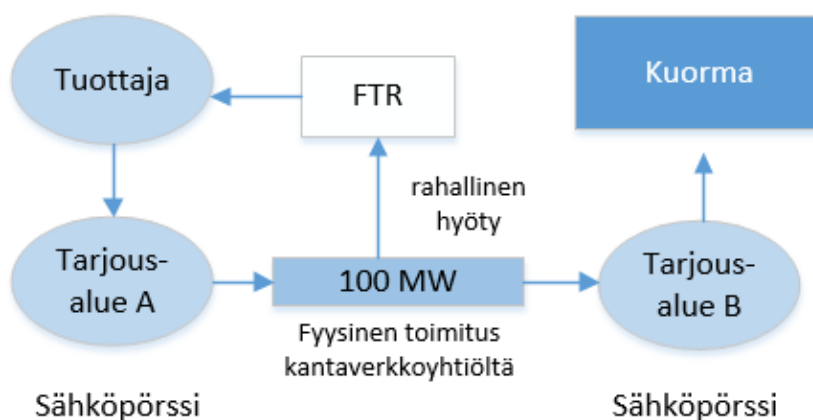 Tuottaja
FTR
Kuorma
rahallinen
hyöty
Tarjous-
alue A
100 MW
Tarjous-
alue B
Fyysinen toimitus
kantaverkkoyhtiöltä
Sähköpörssi
Sähköpörssi